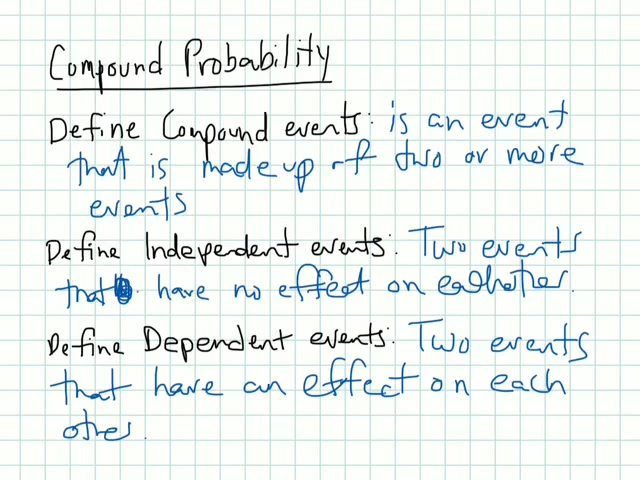 Compound Probability
Define Compound events: is an event
that is made up of two or more
events
Define Independent events: Two events
that have no effect on eachother.
Define Dependent events: Two events
that have an effect on each
other.